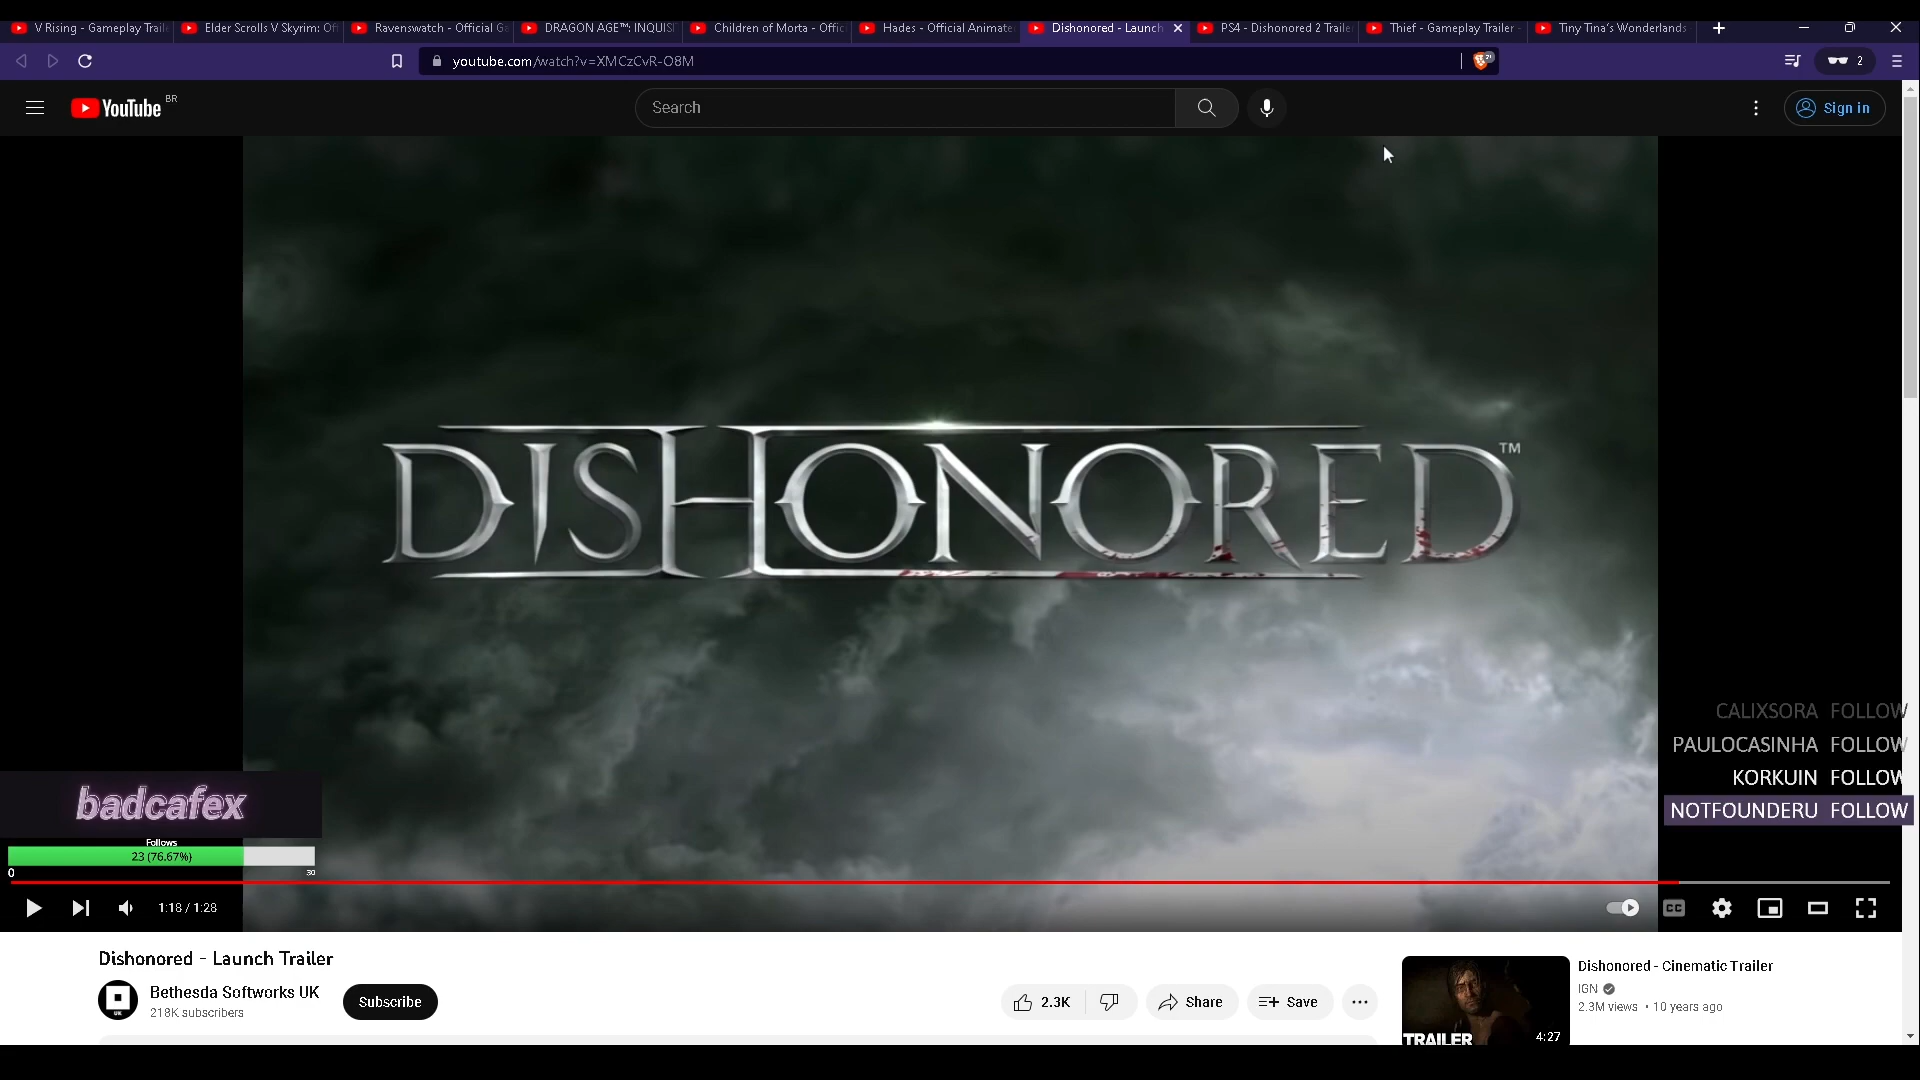 V Rising - Gameplay Traile
Elder Scrolls V Skyrim: Of
Ravenswatch - Official Ga
DRAGON AGE™: INQUIS
Children of Morta - Offic
Hades - Official Animate
Dishonored - Launch
PS4 - Dishonored 2 Trailer
Thief - Gameplay Trailer -
Tiny Tina's Wonderlands
youtube.com/watch?v=XMCzCvR-O8M
2
YouTube BR
Search
Sign in
DISHONORED™
CALIXSORA FOLLOW
PAULOCASINHA FOLLOW
KORKUIN FOLLOW
NOTFOUNDERU FOLLOW
badcafex
Follows
23 (76.67%)
0 30
1:18 / 1:28
CC
Dishonored - Launch Trailer
Bethesda Softworks UK
218K subscribers
Subscribe
2.3K
Share
Save
TRAILER
4:27
Dishonored - Cinematic Trailer
IGN
2.3M views • 10 years ago